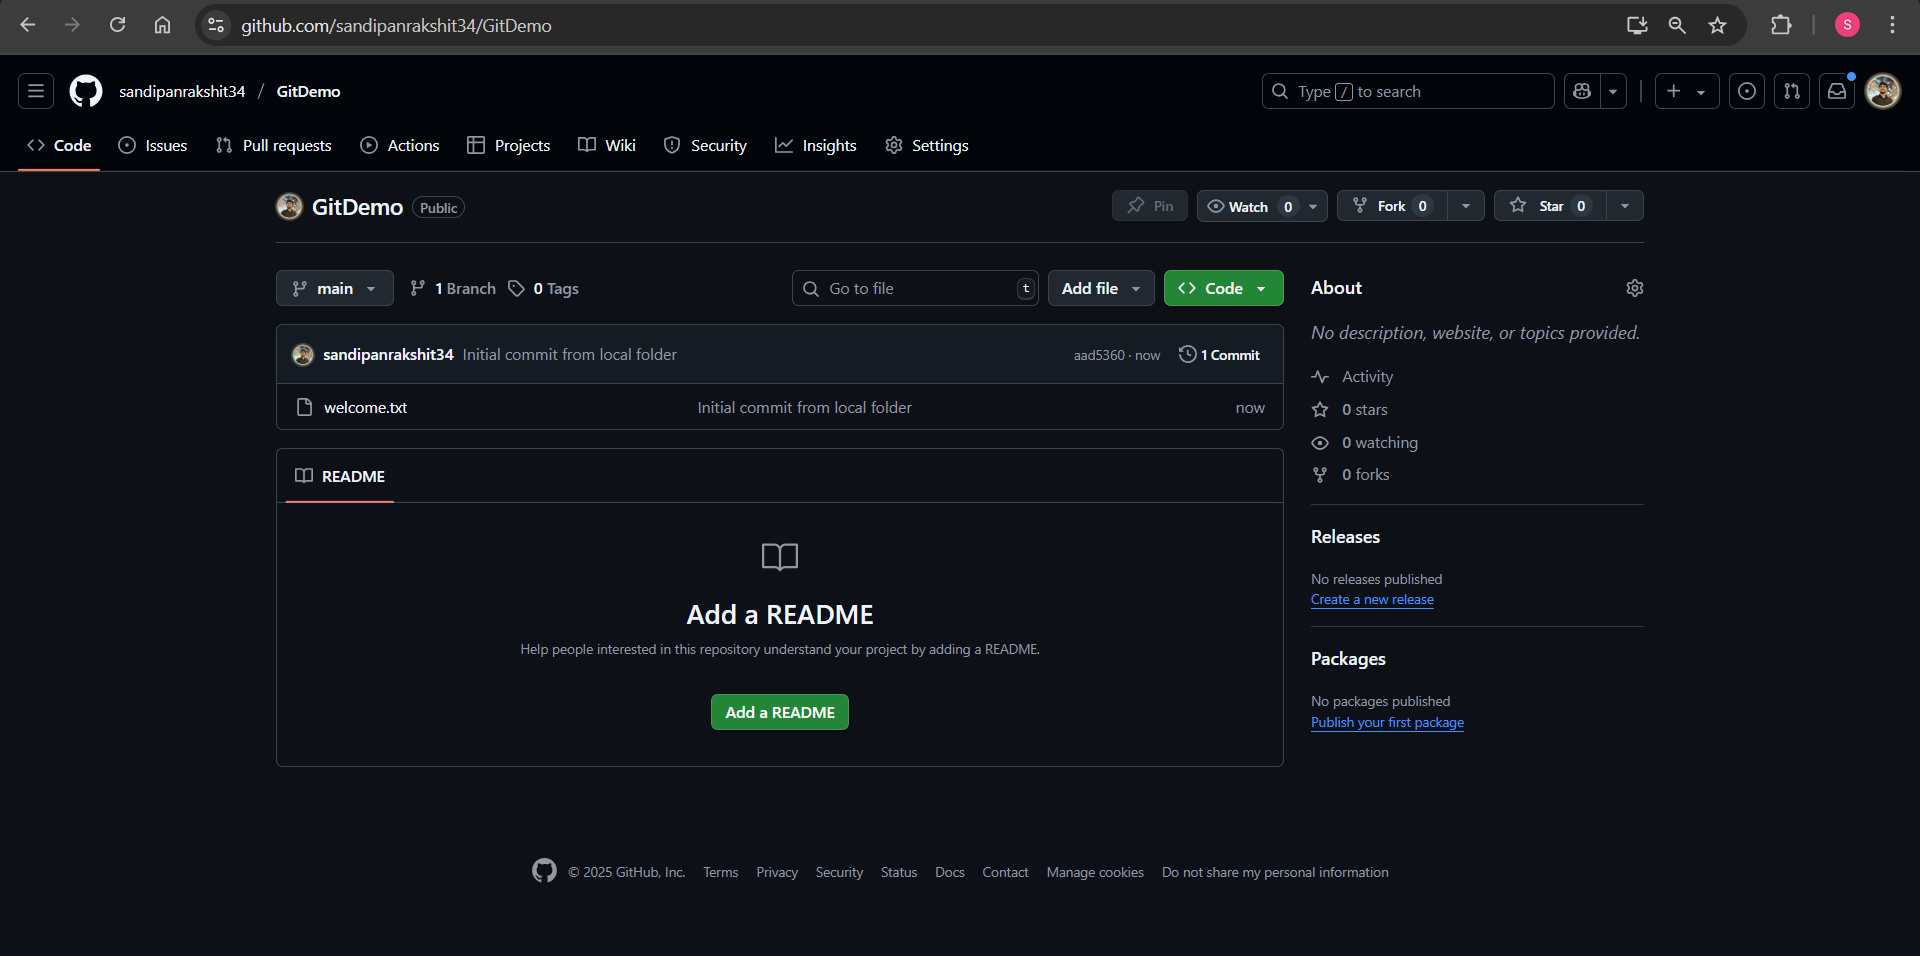 github.com/sandipanrakshit34/GitDemo
S
sandipanrakshit34 / GitDemo
Type / to search
Code Issues Pull requests Actions Projects Wiki Security Insights Settings
GitDemo Public
Pin Watch 0 Fork 0 Star 0
main 1 Branch 0 Tags Go to file t Add file Code
sandipanrakshit34 Initial commit from local folder aad5360 · now 1 Commit
welcome.txt Initial commit from local folder now
README
Add a README
Help people interested in this repository understand your project by adding a README.
Add a README
About
No description, website, or topics provided.
Activity
0 stars
0 watching
0 forks
Releases
No releases published
Create a new release
Packages
No packages published
Publish your first package
© 2025 GitHub, Inc. Terms Privacy Security Status Docs Contact Manage cookies Do not share my personal information